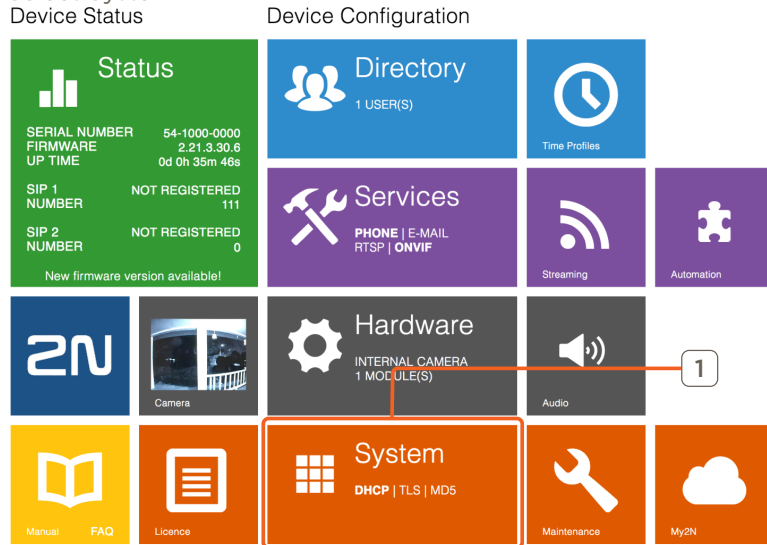 Device Status
Device Configuration
Status
SERIAL NUMBER 54-1000-0000
FIRMWARE 2.21.3.30.6
UP TIME 0d 0h 35m 46s
SIP 1 NOT REGISTERED
NUMBER 111
SIP 2 NOT REGISTERED
NUMBER 0
New firmware version available!
Directory
1 USER(S)
Time Profiles
Services
PHONE | E-MAIL
RTSP | ONVIF
Streaming
Automation
2N
Camera
Hardware
INTERNAL CAMERA
1 MODULE(S)
Audio
1
Manual FAQ
Licence
System
DHCP | TLS | MD5
Maintenance
My2N